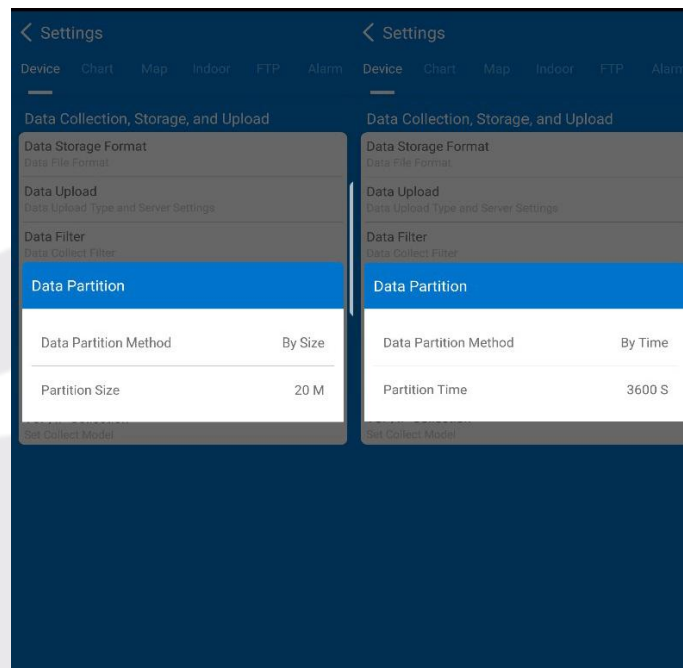 Settings
Device Chart Map Indoor FTP Alarm
Data Collection, Storage, and Upload
Data Storage Format
Data File Format
Data Upload
Data Upload Type and Server Settings
Data Filter
Data Collect Filter
Data Partition
Data Partition Method By Size
Partition Size 20 M
Set Collect Model
Settings
Device Chart Map Indoor FTP Alarm
Data Collection, Storage, and Upload
Data Storage Format
Data File Format
Data Upload
Data Upload Type and Server Settings
Data Filter
Data Collect Filter
Data Partition
Data Partition Method By Time
Partition Time 3600 S
Set Collect Model